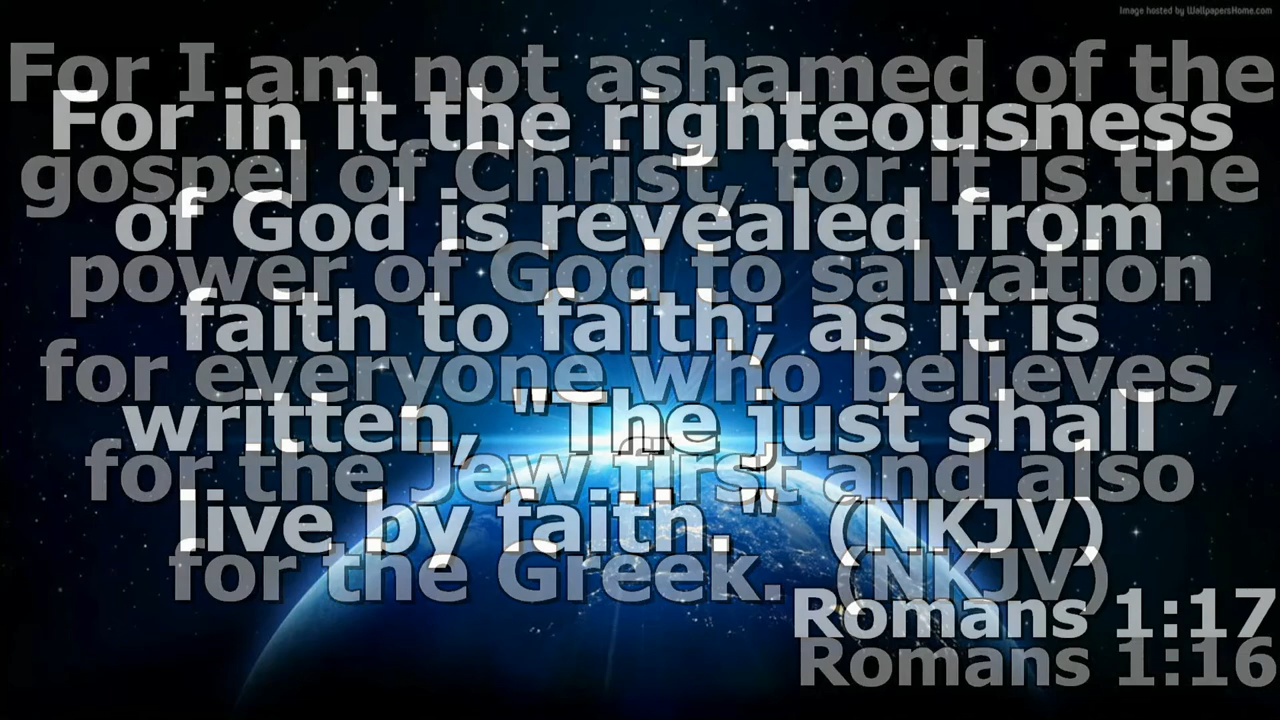 Image hosted by WallpapersHome.com
For I am not ashamed of the
gospel of Christ, for it is the
power of God to salvation
for everyone who believes,
for the Jew first and also
for the Greek. (NKJV)
Romans 1:16
For in it the righteousness
of God is revealed from
faith to faith; as it is
written, "The just shall
live by faith." (NKJV)
Romans 1:17